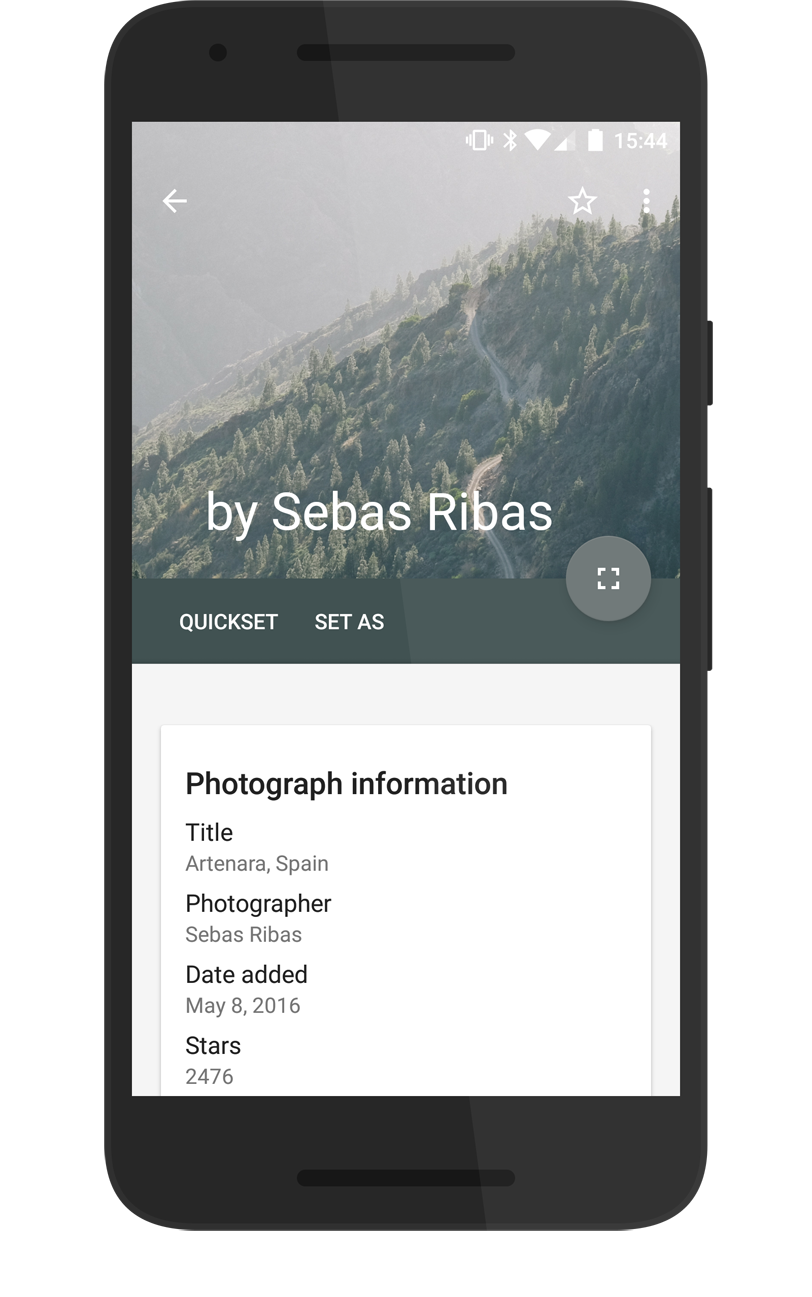 15:44
by Sebas Ribas
QUICKSET SET AS
Photograph information
Title
Artenara, Spain
Photographer
Sebas Ribas
Date added
May 8, 2016
Stars
2476